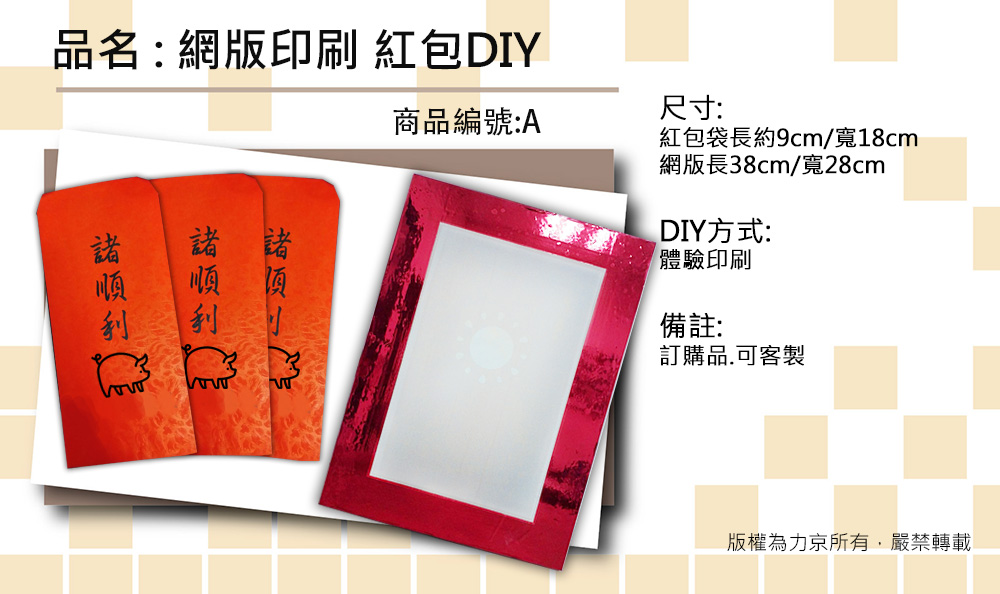 品名 : 網版印刷 紅包DIY
商品編號:A
尺寸:
紅包袋長約9cm/寬18cm
網版長38cm/寬28cm
DIY方式:
體驗印刷
備註:
訂購品.可客製
諸順利
諸順利
諸順利
版權為力京所有，嚴禁轉載